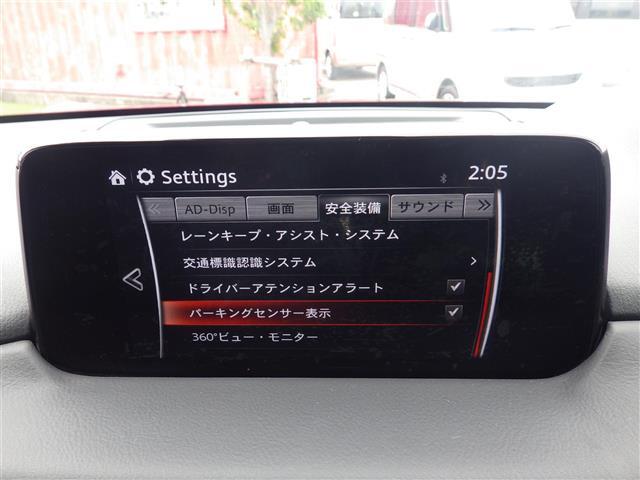 Settings 2:05
AD-Disp 画面 安全装備 サウンド
レーンキープ・アシスト・システム
交通標識認識システム
ドライバーアテンションアラート
パーキングセンサー表示
360°ビュー・モニター